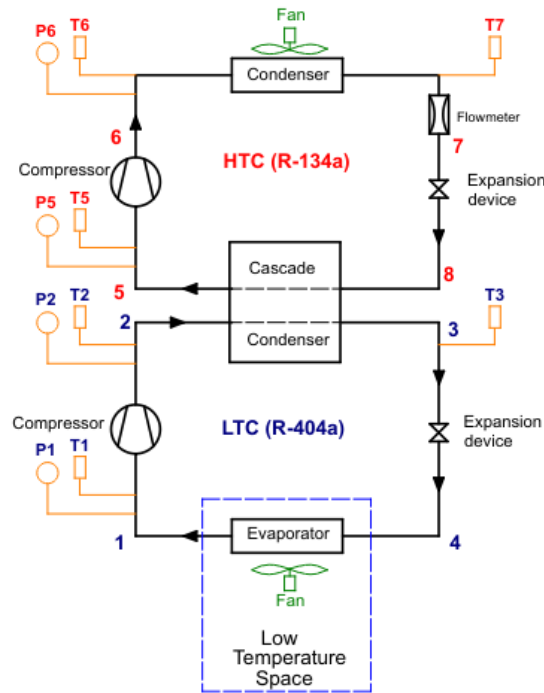 Fan
P6 T6 T7
Condenser
Flowmeter
6
7
HTC (R-134a)
Compressor
Expansion
device
P5 T5
Cascade
5
8
P2 T2
2
T3
3
Condenser
Compressor
LTC (R-404a)
Expansion
device
P1 T1
Evaporator
1
4
Fan
Low
Temperature
Space